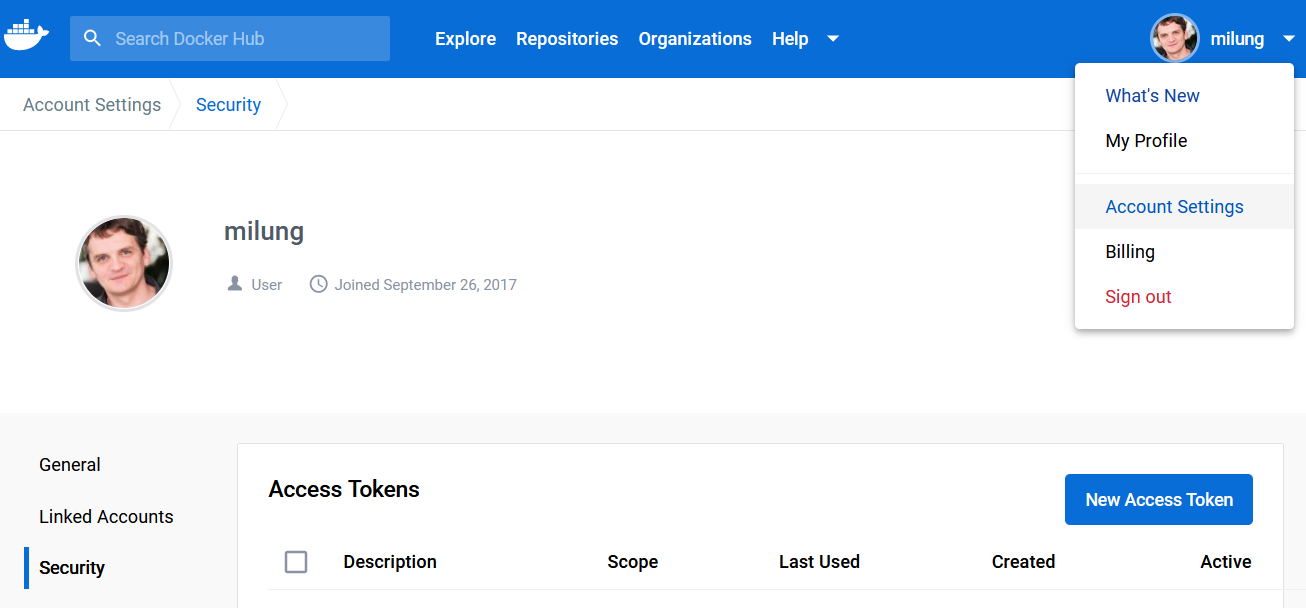 Search Docker Hub
Explore Repositories Organizations Help
milung
What's New
My Profile
Account Settings
Billing
Sign out
Account Settings Security
milung
User Joined September 26, 2017
General
Linked Accounts
Security
Access Tokens
New Access Token
Description Scope Last Used Created Active